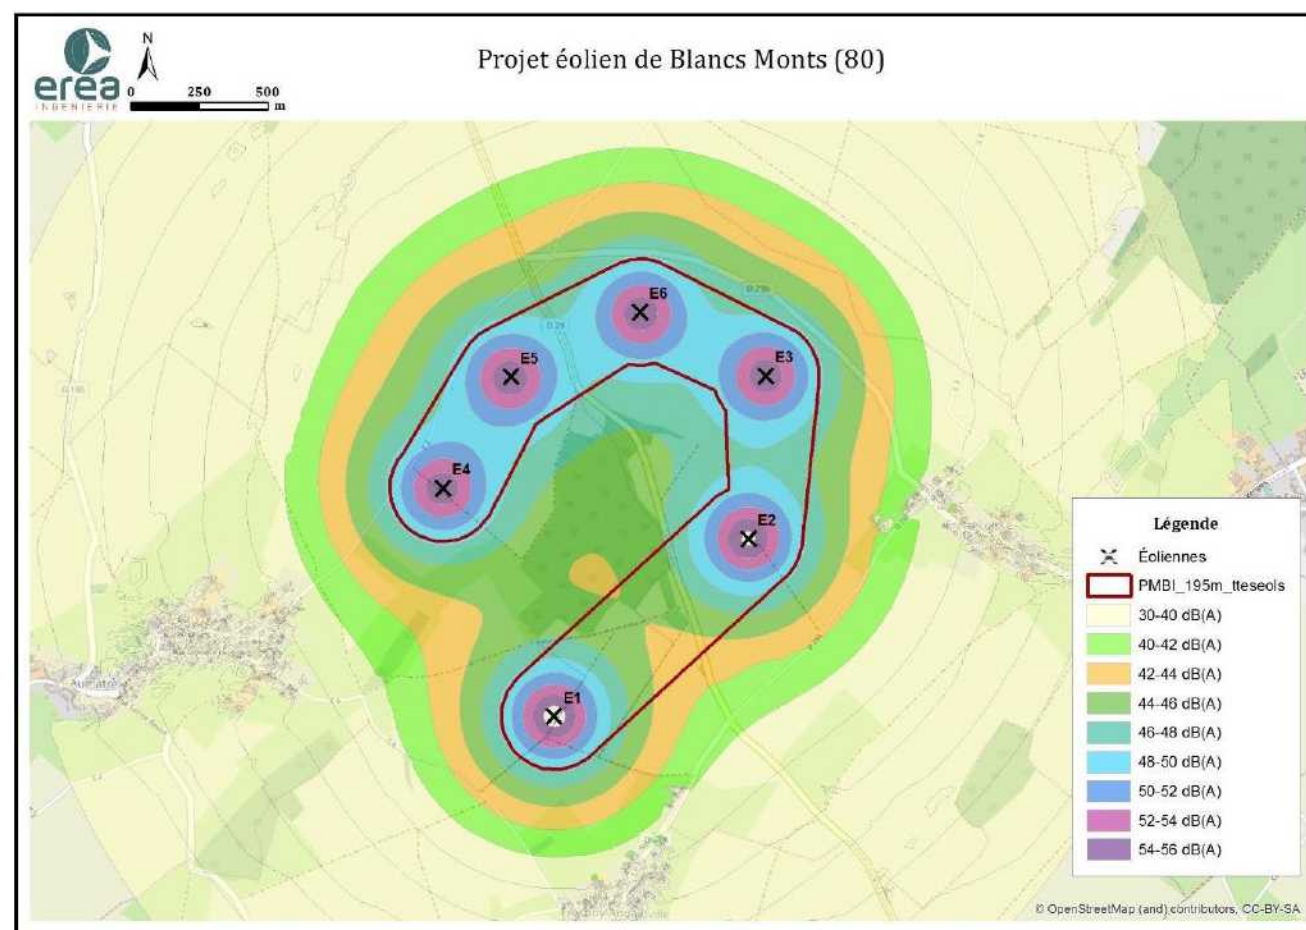 Projet éolien de Blancs Monts (80)
erea
INGENIERIE
N
0 250 500
m
E6
D 29
E5
E3
E4
E2
E1
Légende
Éoliennes
PMBI_195m_tteseols
30-40 dB(A)
40-42 dB(A)
42-44 dB(A)
44-46 dB(A)
46-48 dB(A)
48-50 dB(A)
50-52 dB(A)
52-54 dB(A)
54-56 dB(A)
© OpenStreetMap (and) contributors, CC-BY-SA